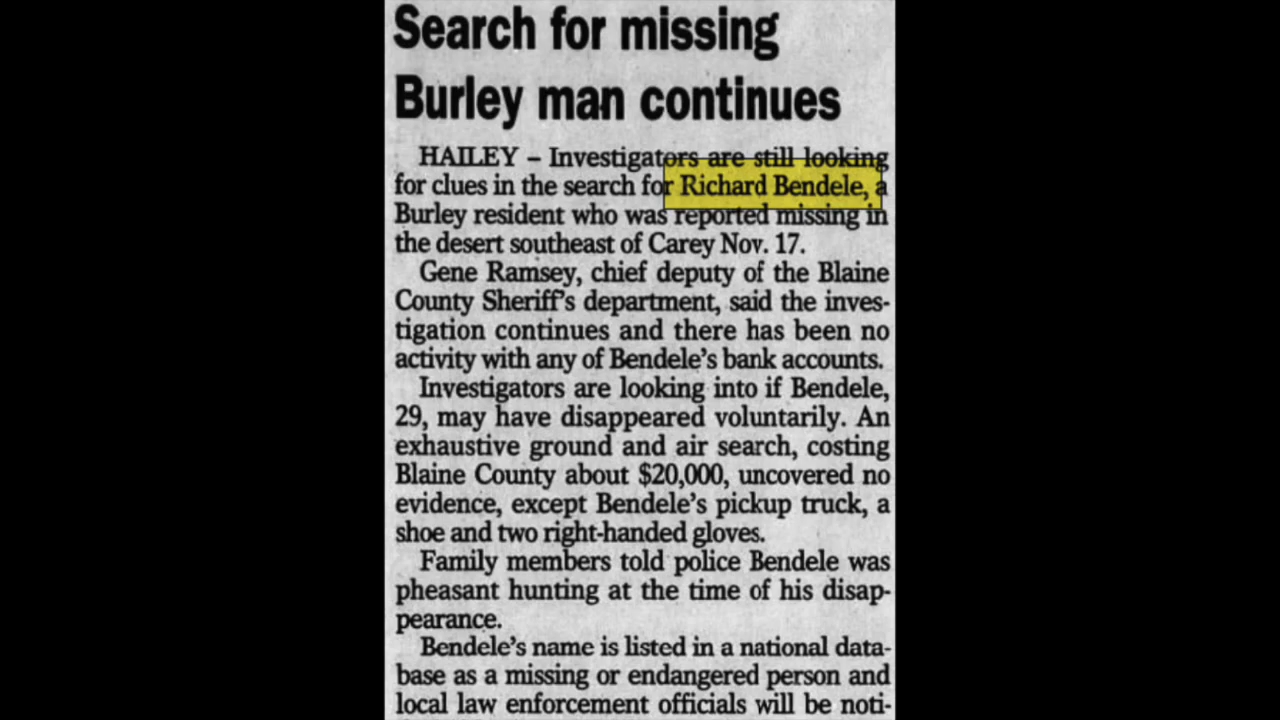 Search for missing
Burley man continues
HAILEY – Investigators are still looking
for clues in the search for Richard Bendele, a
Burley resident who was reported missing in
the desert southeast of Carey Nov. 17.
Gene Ramsey, chief deputy of the Blaine
County Sheriff's department, said the inves-
tigation continues and there has been no
activity with any of Bendele's bank accounts.
Investigators are looking into if Bendele,
29, may have disappeared voluntarily. An
exhaustive ground and air search, costing
Blaine County about $20,000, uncovered no
evidence, except Bendele's pickup truck, a
shoe and two right-handed gloves.
Family members told police Bendele was
pheasant hunting at the time of his disap-
pearance.
Bendele's name is listed in a national data-
base as a missing or endangered person and
local law enforcement officials will be noti-